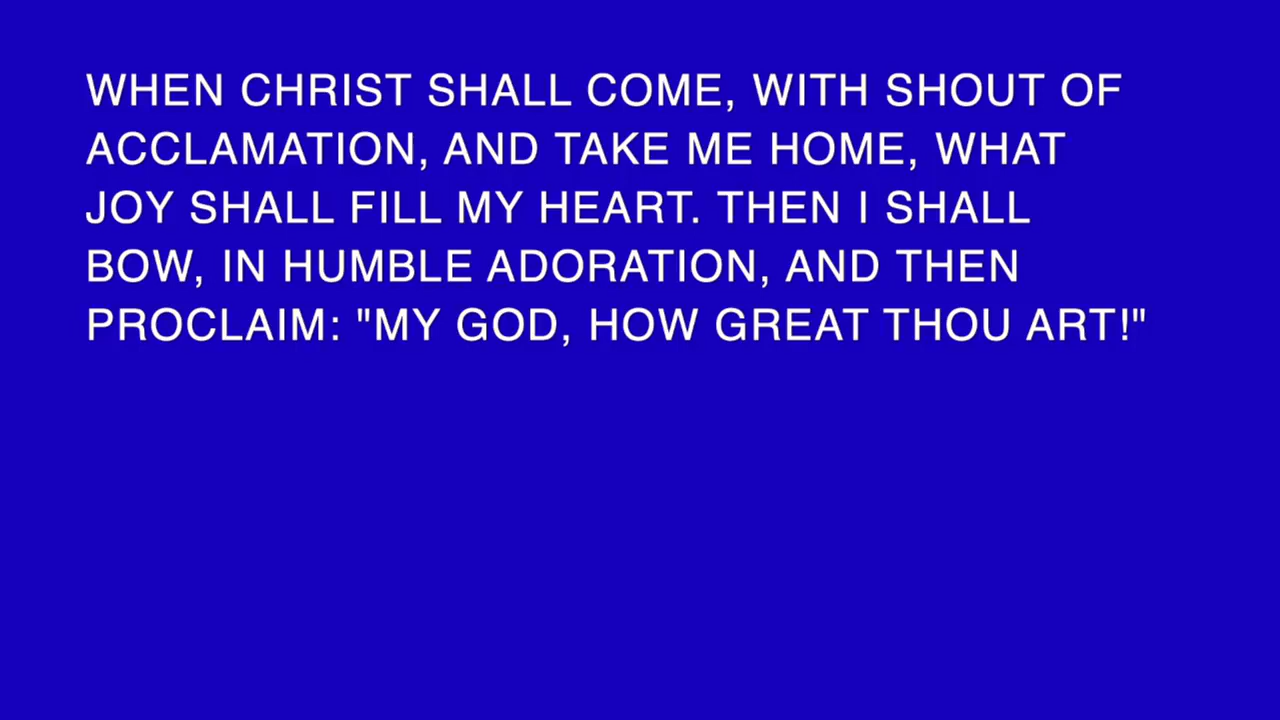 WHEN CHRIST SHALL COME, WITH SHOUT OF
ACCLAMATION, AND TAKE ME HOME, WHAT
JOY SHALL FILL MY HEART. THEN I SHALL
BOW, IN HUMBLE ADORATION, AND THEN
PROCLAIM: "MY GOD, HOW GREAT THOU ART!"